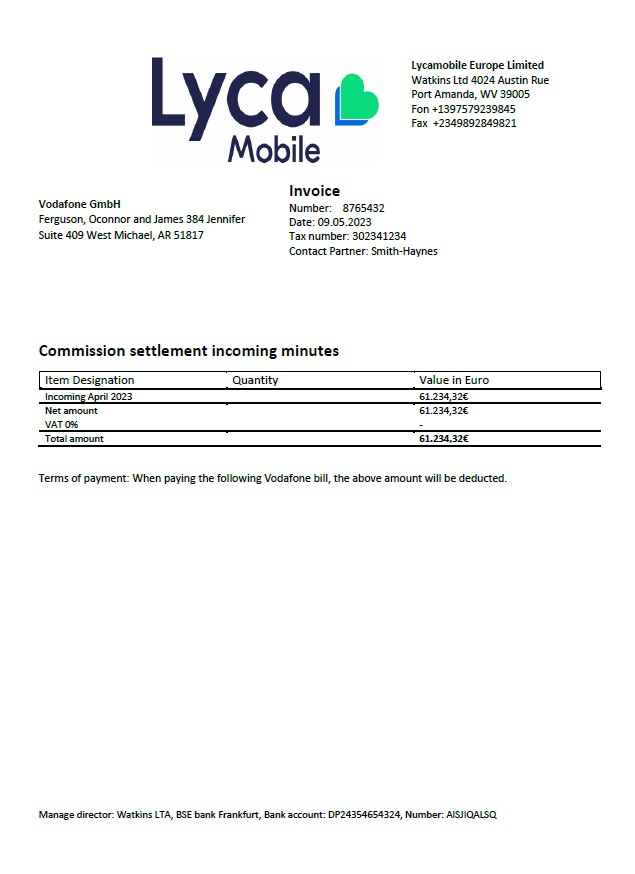 Lyca
Mobile
Lycamobile Europe Limited
Watkins Ltd 4024 Austin Rue
Port Amanda, WV 39005
Fon +1397579239845
Fax +2349892849821
Vodafone GmbH
Ferguson, Oconnor and James 384 Jennifer
Suite 409 West Michael, AR 51817
Invoice
Number: 8765432
Date: 09.05.2023
Tax number: 302341234
Contact Partner: Smith-Haynes
Commission settlement incoming minutes
Item Designation Quantity Value in Euro
Incoming April 2023 61.234,32€
Net amount 61.234,32€
VAT 0% -
Total amount 61.234,32€
Terms of payment: When paying the following Vodafone bill, the above amount will be deducted.
Manage director: Watkins LTA, BSE bank Frankfurt, Bank account: DP24354654324, Number: AISJIQALSQ